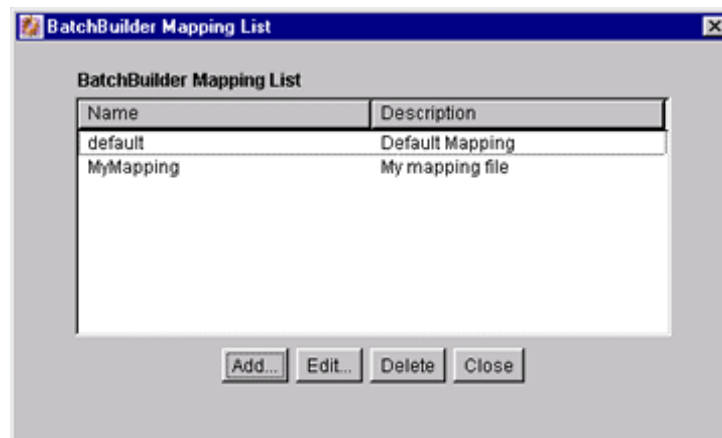 BatchBuilder Mapping List
BatchBuilder Mapping List
Name Description
default Default Mapping
MyMapping My mapping file
Add... Edit... Delete Close